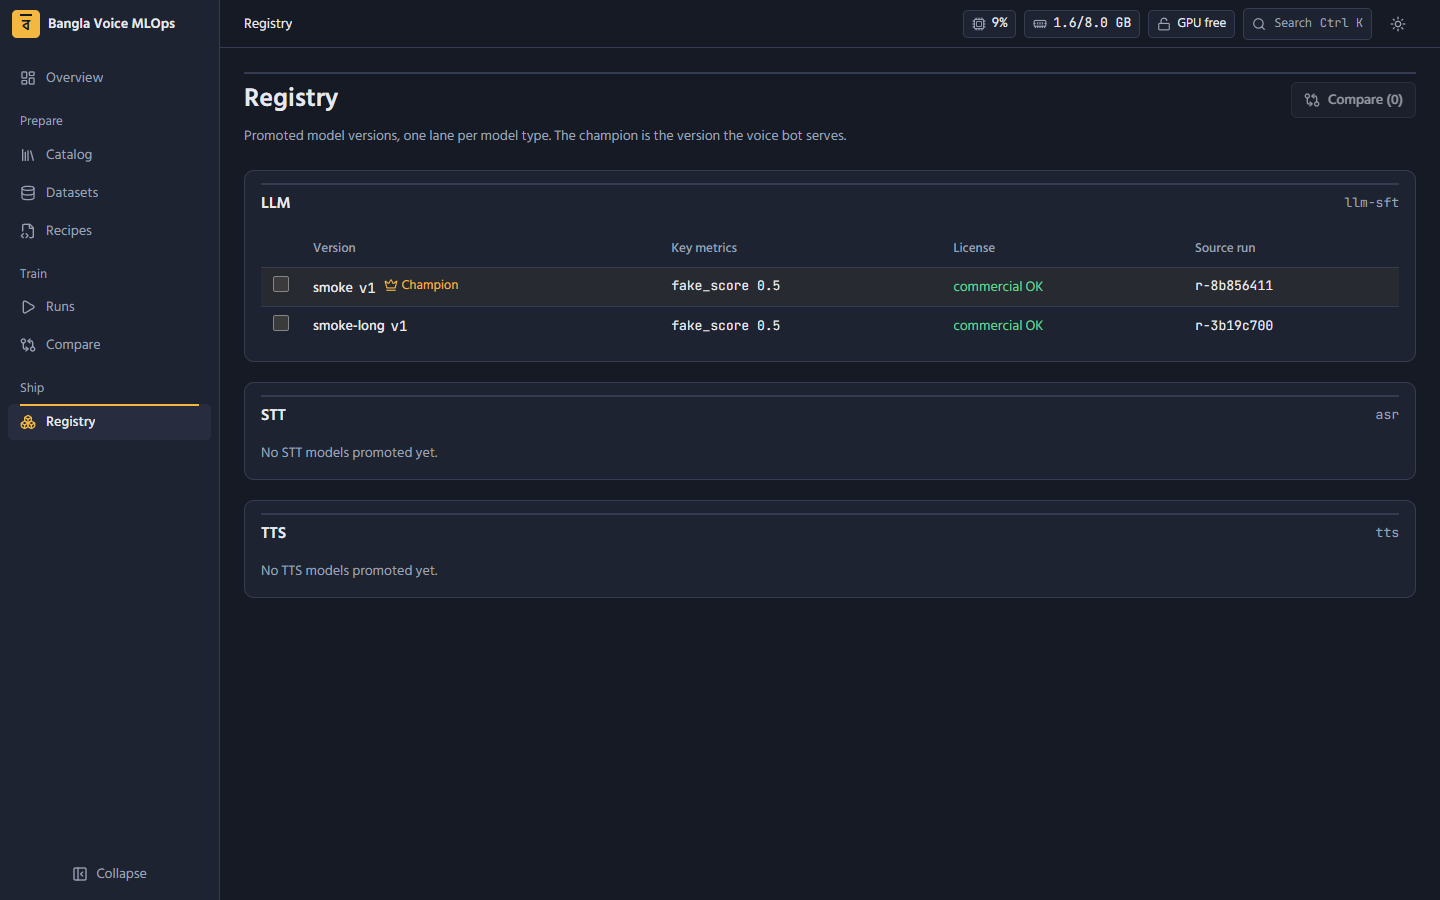 ব Bangla Voice MLOps
Registry
9%
1.6/8.0 GB
GPU free
Search Ctrl K
Overview
Prepare
Catalog
Datasets
Recipes
Train
Runs
Compare
Ship
Registry
Collapse
Registry
Compare (0)
Promoted model versions, one lane per model type. The champion is the version the voice bot serves.
LLM llm-sft
Version Key metrics License Source run
smoke v1 Champion fake_score 0.5 commercial OK r-8b856411
smoke-long v1 fake_score 0.5 commercial OK r-3b19c700
STT asr
No STT models promoted yet.
TTS tts
No TTS models promoted yet.